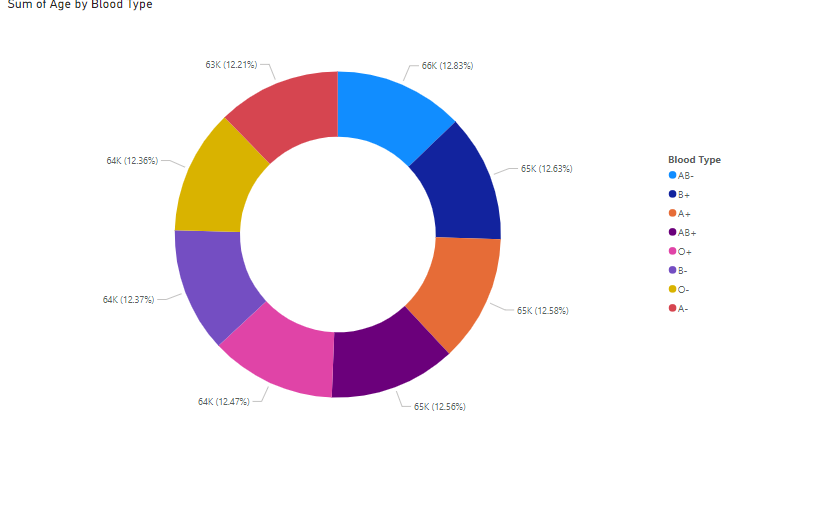 Sum of Age by Blood Type
63K (12.21%)
66K (12.83%)
64K (12.36%)
65K (12.63%)
64K (12.37%)
65K (12.58%)
64K (12.47%)
65K (12.56%)
Blood Type
AB-
B+
A+
AB+
O+
B-
O-
A-